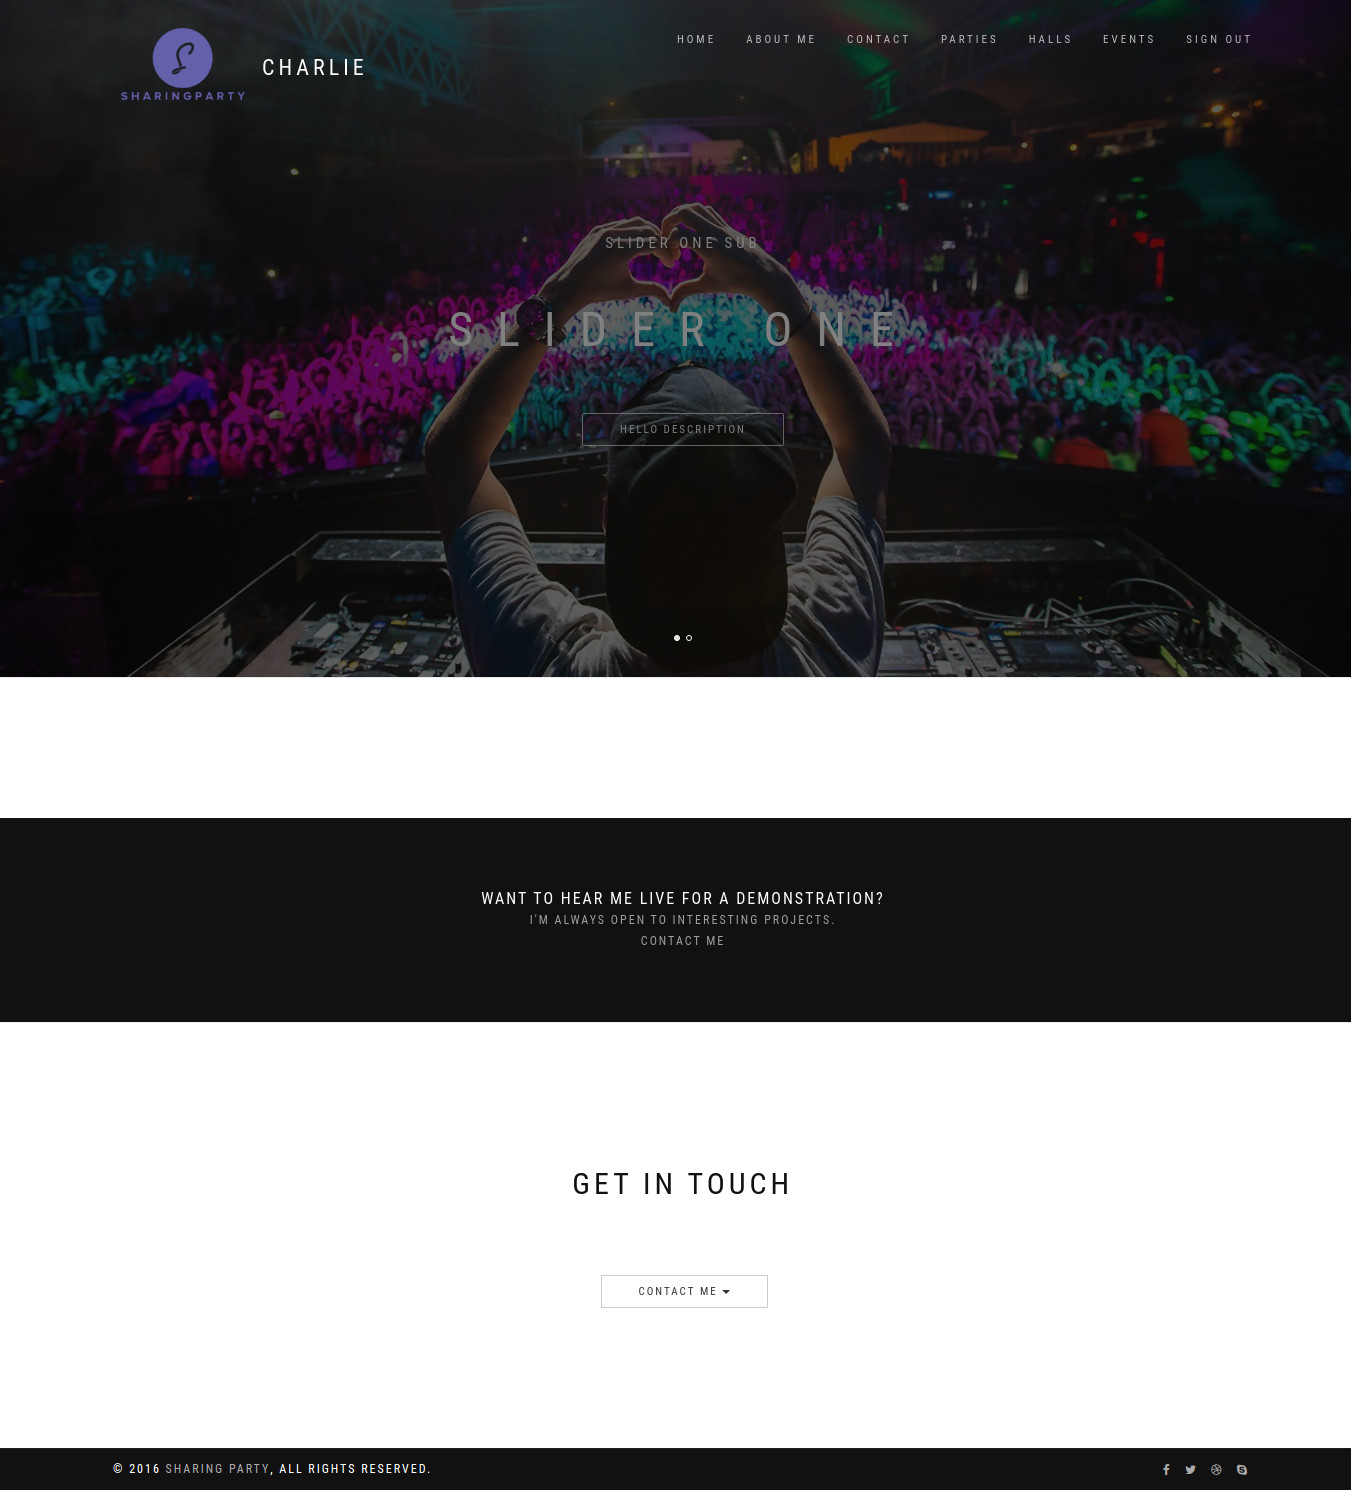 SHARINGPARTY
CHARLIE
HOME ABOUT ME CONTACT PARTIES HALLS EVENTS SIGN OUT
SLIDER ONE SUB
SLIDER ONE
HELLO DESCRIPTION
WANT TO HEAR ME LIVE FOR A DEMONSTRATION?
I'M ALWAYS OPEN TO INTERESTING PROJECTS.
CONTACT ME
GET IN TOUCH
CONTACT ME
© 2016 SHARING PARTY, ALL RIGHTS RESERVED.